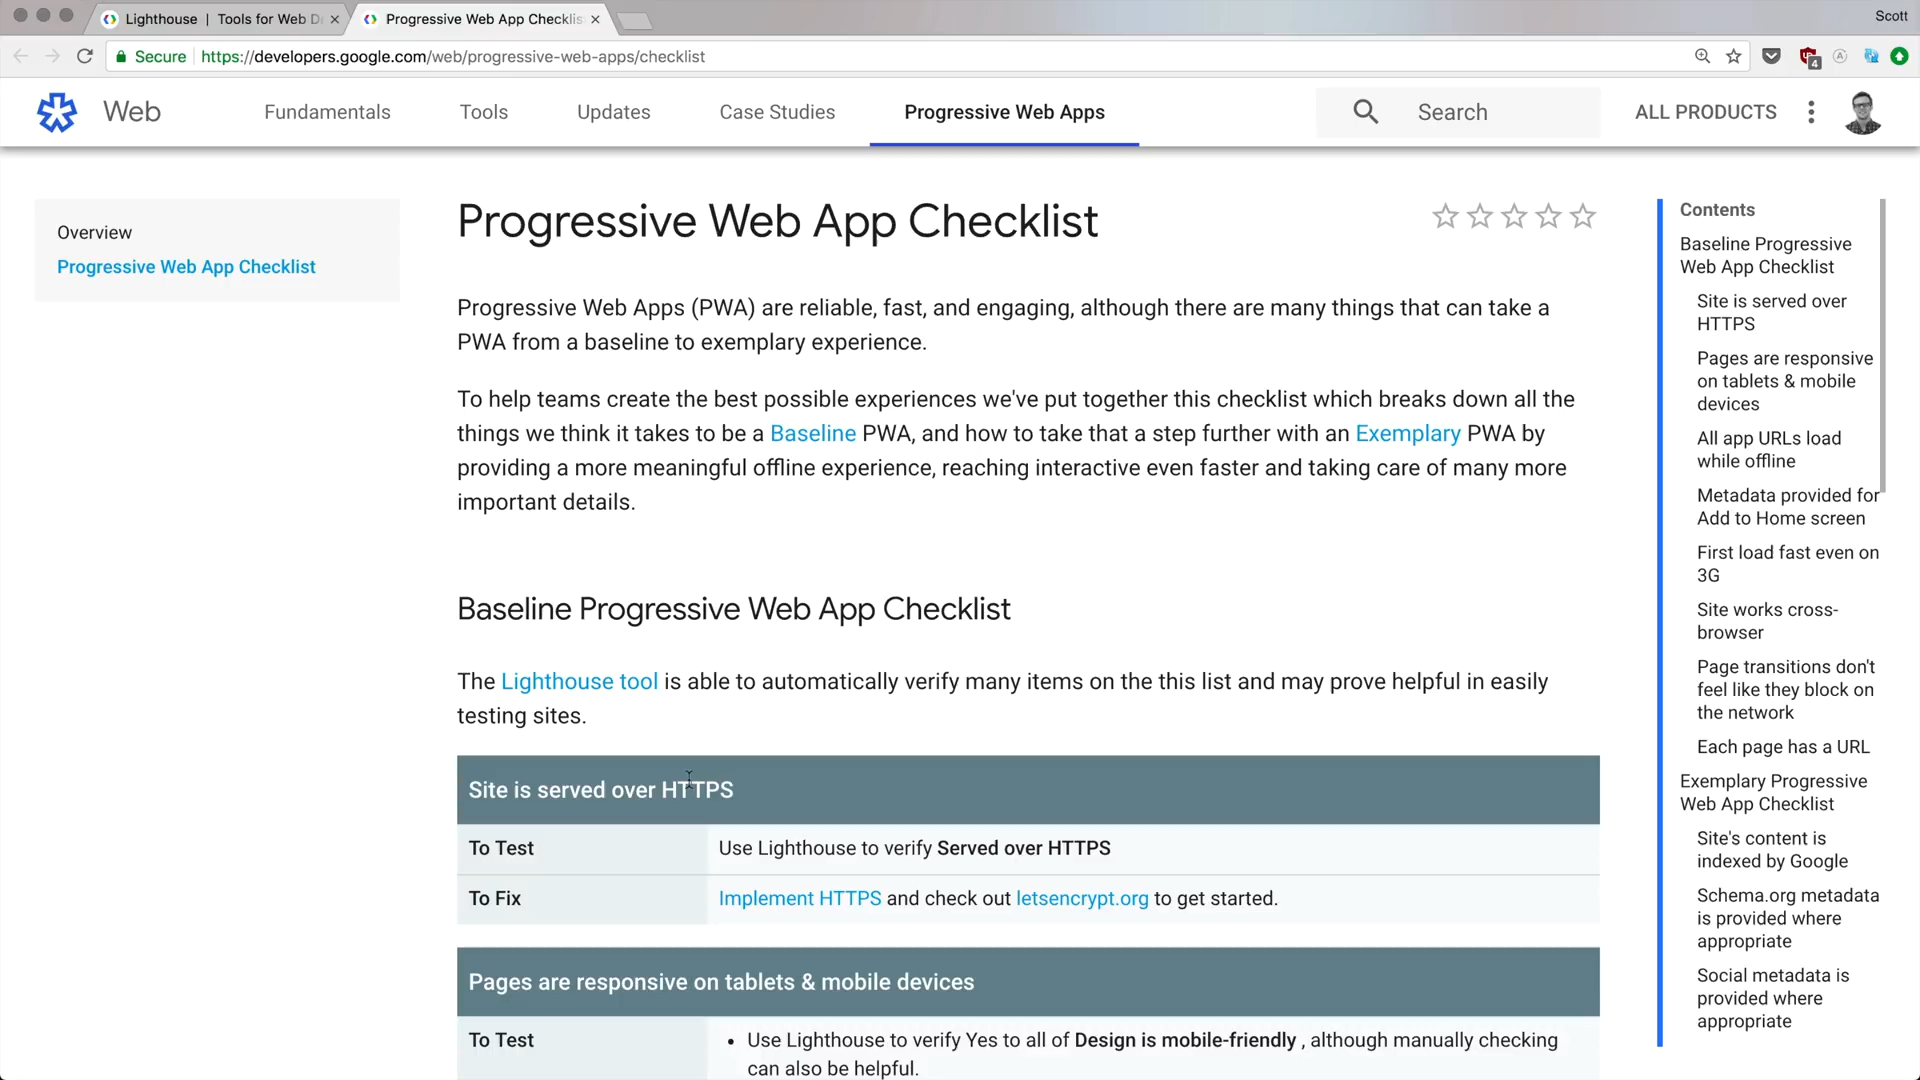 Lighthouse | Tools for Web D
Progressive Web App Checklis
Scott
Secure
https://developers.google.com/web/progressive-web-apps/checklist
4
A
Web
Fundamentals
Tools
Updates
Case Studies
Progressive Web Apps
Search
ALL PRODUCTS
Overview
Progressive Web App Checklist
Progressive Web App Checklist
Progressive Web Apps (PWA) are reliable, fast, and engaging, although there are many things that can take a
PWA from a baseline to exemplary experience.
To help teams create the best possible experiences we've put together this checklist which breaks down all the
things we think it takes to be a Baseline PWA, and how to take that a step further with an Exemplary PWA by
providing a more meaningful offline experience, reaching interactive even faster and taking care of many more
important details.
Baseline Progressive Web App Checklist
The Lighthouse tool is able to automatically verify many items on the this list and may prove helpful in easily
testing sites.
Site is served over HTTPS
To Test
Use Lighthouse to verify Served over HTTPS
To Fix
Implement HTTPS and check out letsencrypt.org to get started.
Pages are responsive on tablets & mobile devices
To Test
• Use Lighthouse to verify Yes to all of Design is mobile-friendly , although manually checking
can also be helpful.
Contents
Baseline Progressive
Web App Checklist
Site is served over
HTTPS
Pages are responsive
on tablets & mobile
devices
All app URLs load
while offline
Metadata provided for
Add to Home screen
First load fast even on
3G
Site works cross-
browser
Page transitions don't
feel like they block on
the network
Each page has a URL
Exemplary Progressive
Web App Checklist
Site's content is
indexed by Google
Schema.org metadata
is provided where
appropriate
Social metadata is
provided where
appropriate